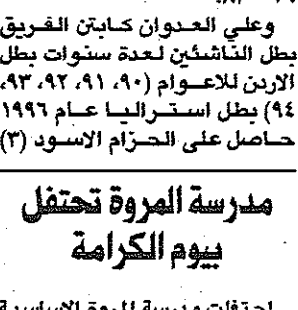 وعلي العدوان كابتن الفريق
بطل الناشئين لعدة سنوات بطل
الاردن للاعوام (٩٠، ٩١، ٩٢، ٩٣،
٩٤) بطل استراليا عام ١٩٩٦
حاصل على الحزام الاسود (٣)
مدرسة المروة تحتفل
بيوم الكرامة
احتفلت مدرسة المروة الاساسية